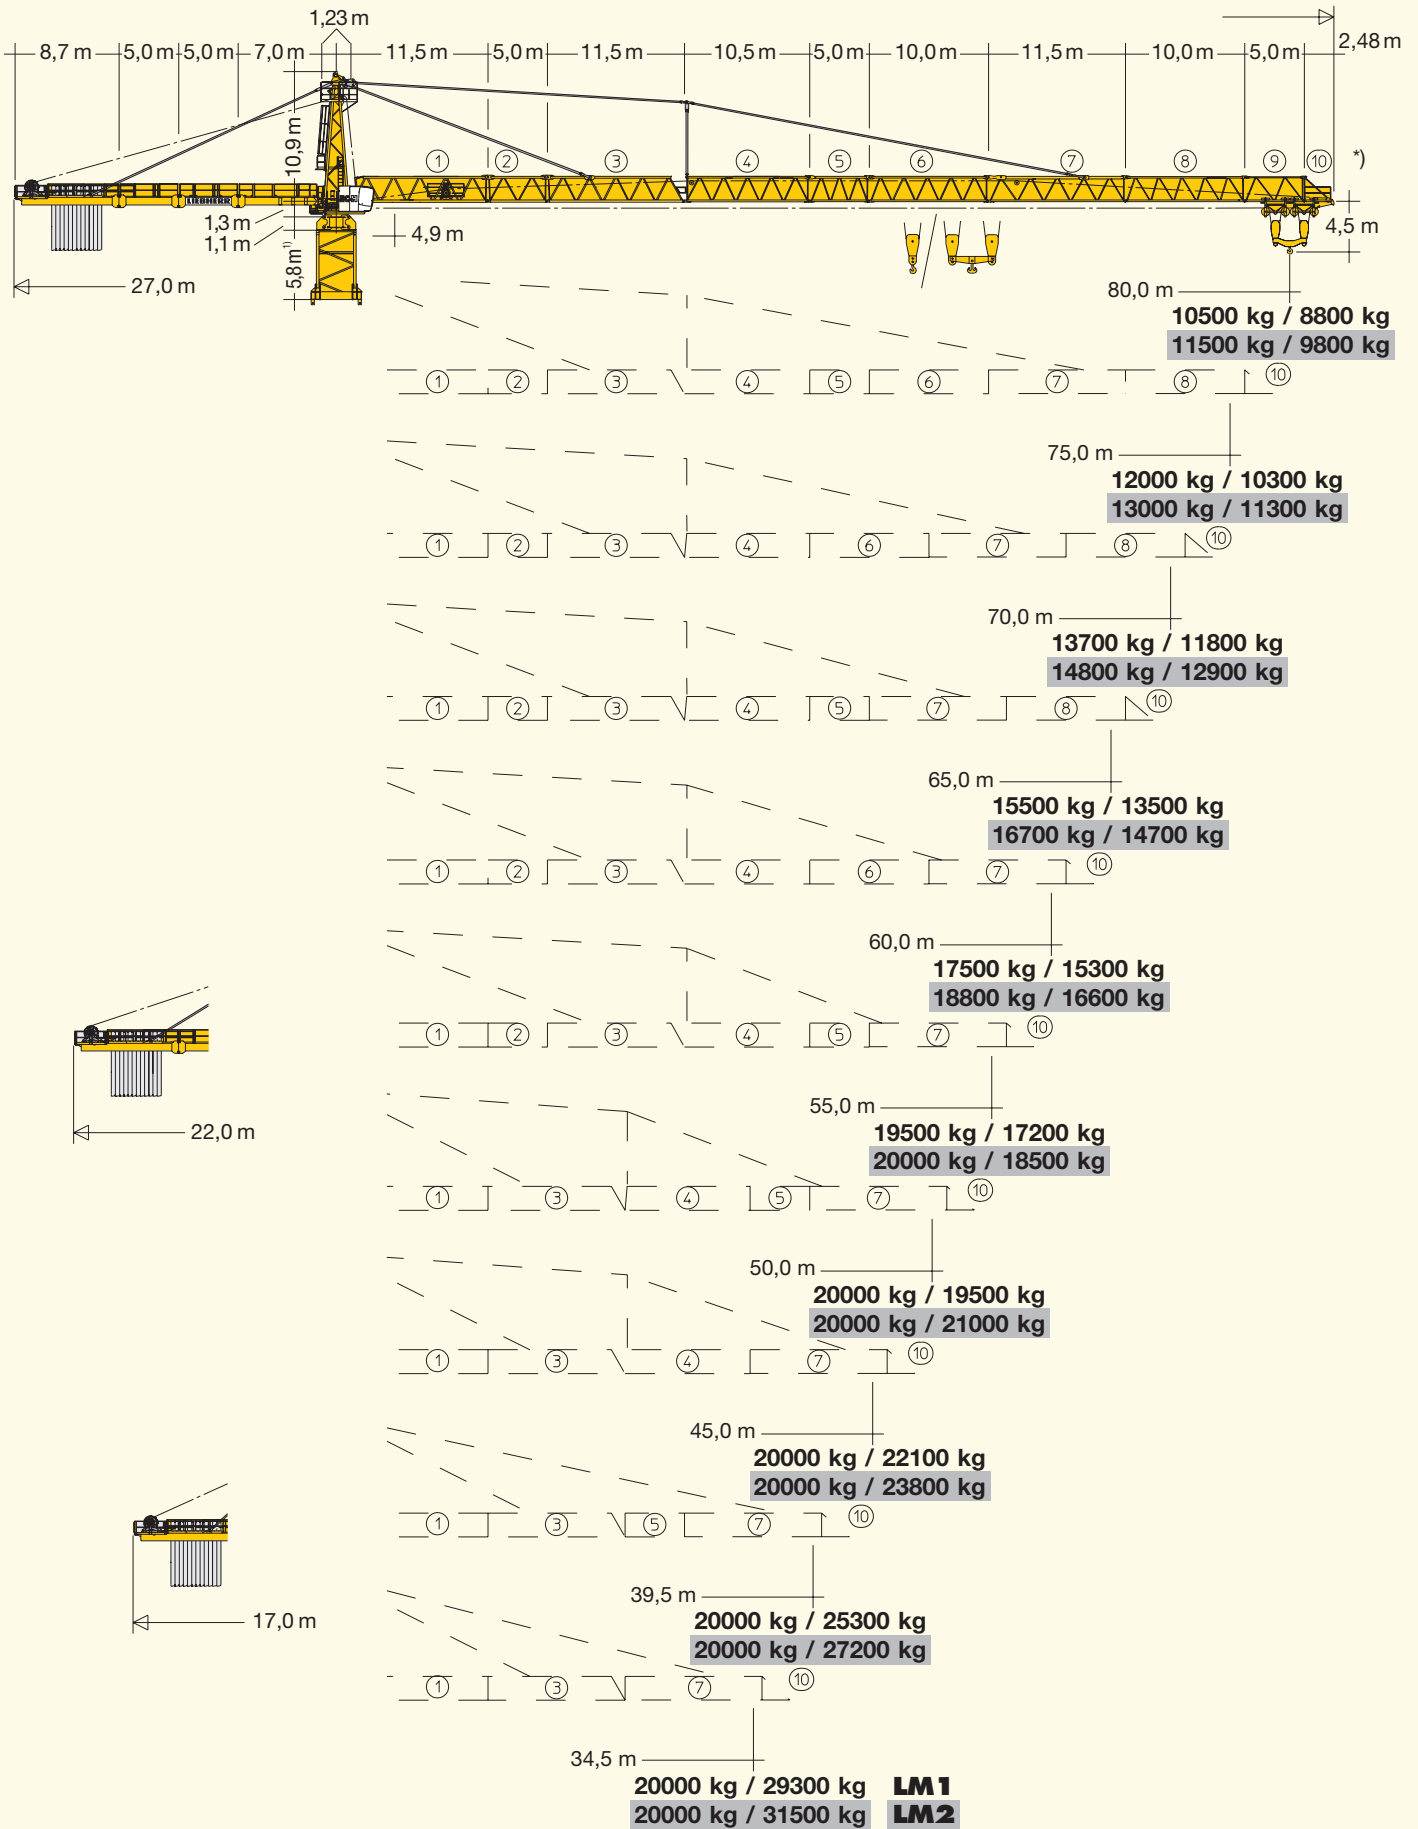 1,23 m
8,7 m 5,0 m 5,0 m 7,0 m 11,5 m 5,0 m 11,5 m 10,5 m 5,0 m 10,0 m 11,5 m 10,0 m 5,0 m 2,48 m
10,9 m
1 2 3 4 5 6 7 8 9 10 *)
LIEBHERR
1,3 m
1,1 m
4,9 m
4,5 m
5,8 m¹⁾
27,0 m
80,0 m
10500 kg / 8800 kg
11500 kg / 9800 kg
1 2 3 4 5 6 7 8 10
75,0 m
12000 kg / 10300 kg
13000 kg / 11300 kg
1 2 3 4 6 7 8 10
70,0 m
13700 kg / 11800 kg
14800 kg / 12900 kg
1 2 3 4 5 7 8 10
65,0 m
15500 kg / 13500 kg
16700 kg / 14700 kg
1 2 3 4 6 7 10
60,0 m
17500 kg / 15300 kg
18800 kg / 16600 kg
1 2 3 4 5 7 10
22,0 m
55,0 m
19500 kg / 17200 kg
20000 kg / 18500 kg
1 3 4 5 7 10
50,0 m
20000 kg / 19500 kg
20000 kg / 21000 kg
1 3 4 7 10
45,0 m
20000 kg / 22100 kg
20000 kg / 23800 kg
1 3 5 7 10
17,0 m
39,5 m
20000 kg / 25300 kg
20000 kg / 27200 kg
1 3 7 10
34,5 m
20000 kg / 29300 kg LM1
20000 kg / 31500 kg LM2